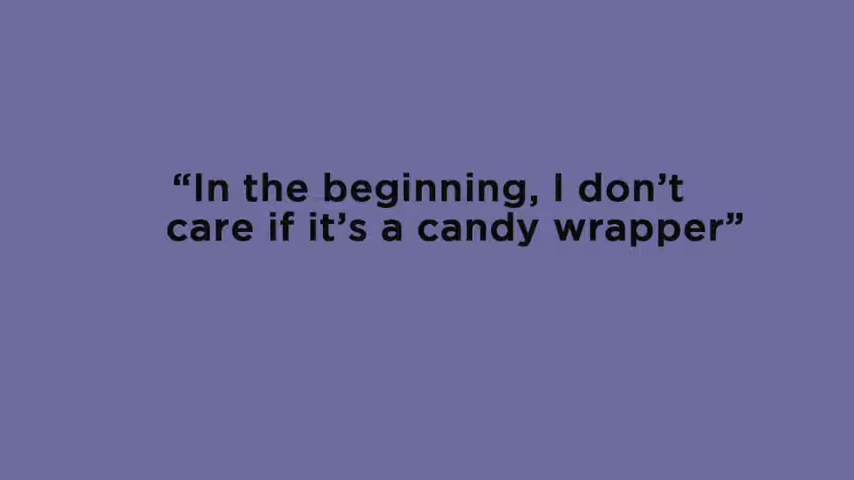 “In the beginning, I don’t
care if it’s a candy wrapper”